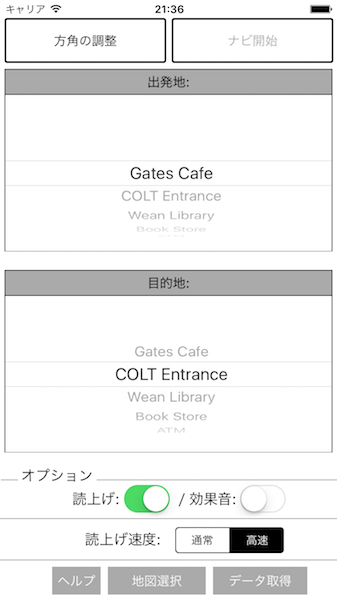 キャリア 21:36
方角の調整 ナビ開始
出発地:
Gates Cafe
COLT Entrance
Wean Library
Book Store
ATM
目的地:
Gates Cafe
COLT Entrance
Wean Library
Book Store
ATM
オプション
読上げ: / 効果音:
読上げ速度: 通常 高速
ヘルプ 地図選択 データ取得